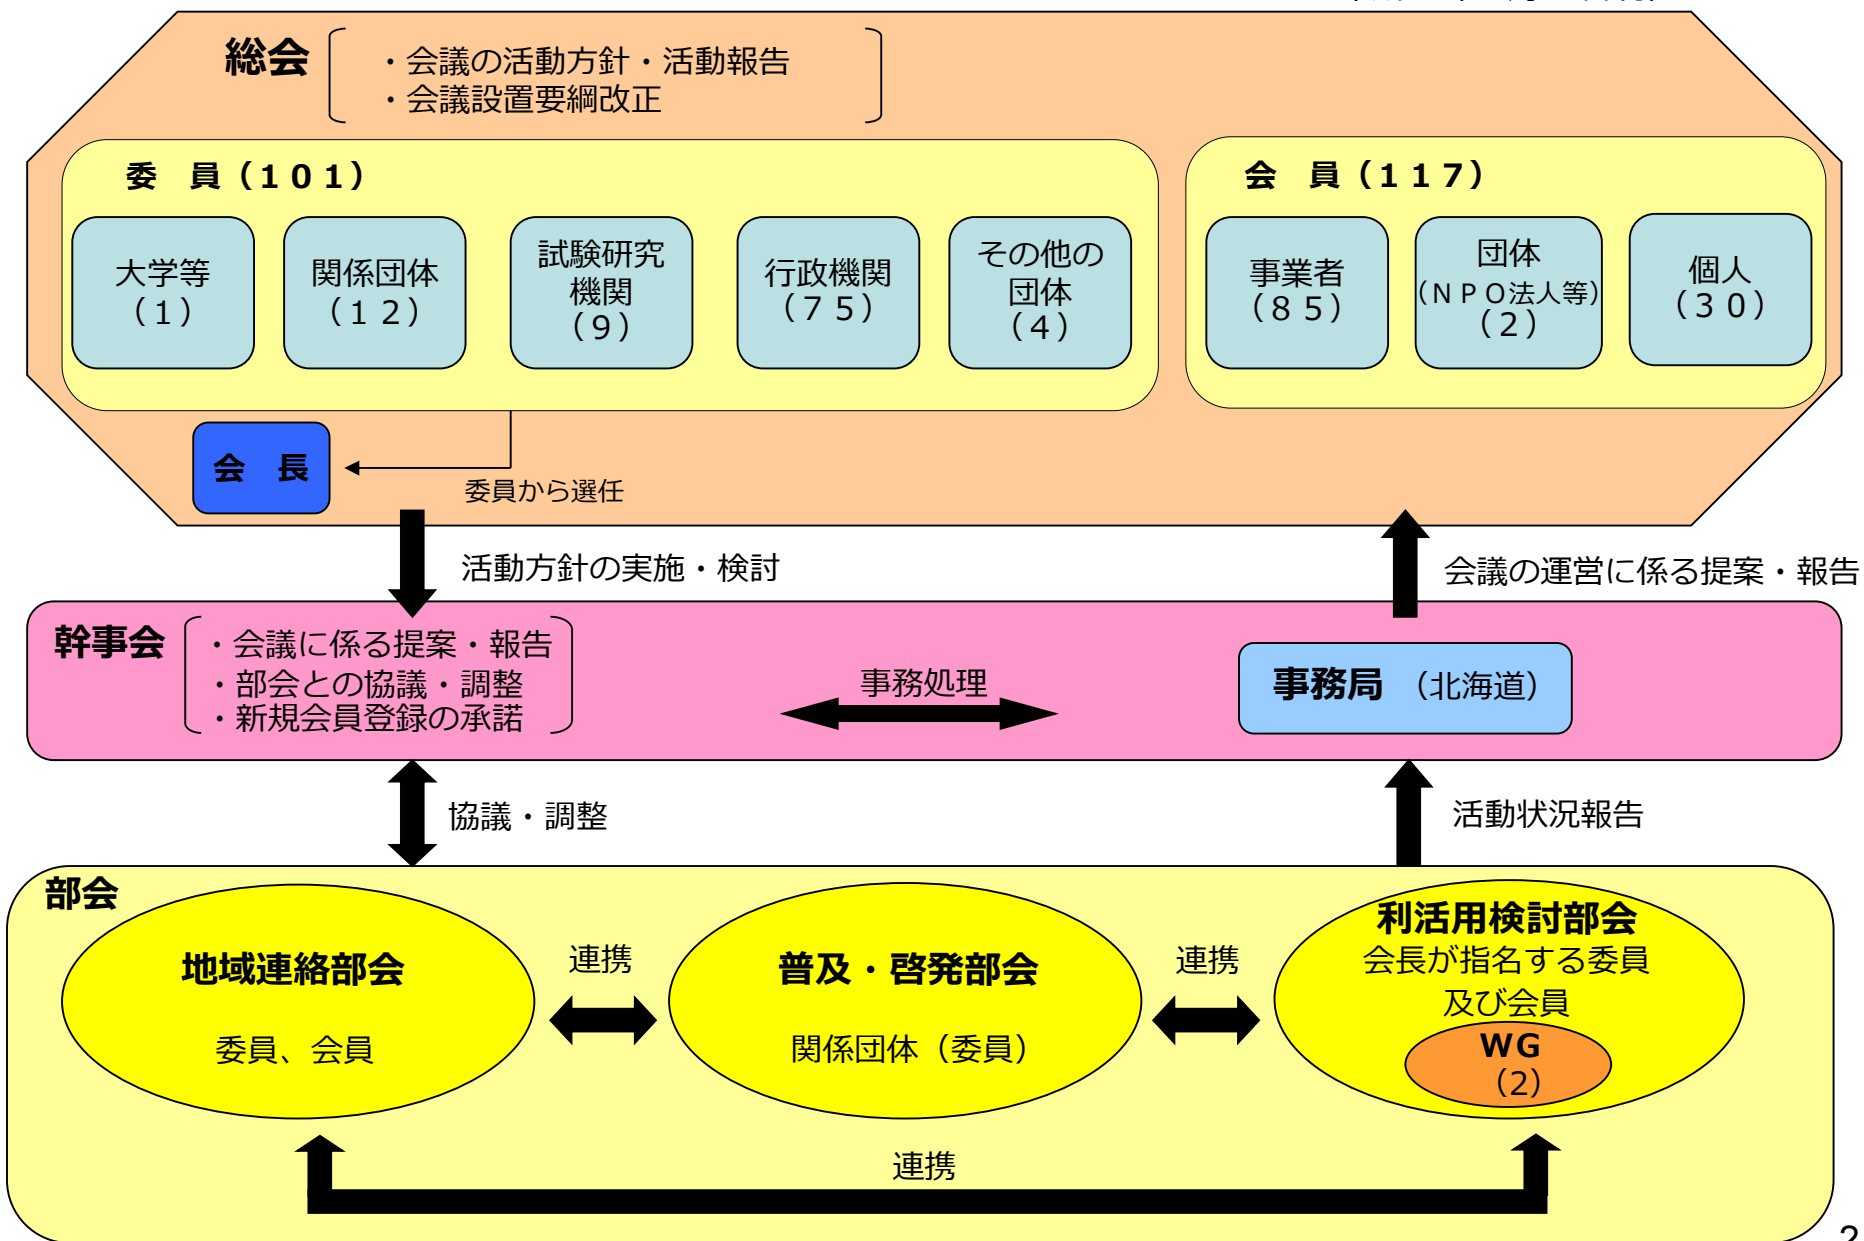 総会
・会議の活動方針・活動報告
・会議設置要綱改正
委　員（１０１）
大学等
（１）
関係団体
（１２）
試験研究
機関
（９）
行政機関
（７５）
その他の
団体
（４）
会　員（１１７）
事業者
（８５）
団体
（ＮＰＯ法人等）
（２）
個人
（３０）
会　長
委員から選任
活動方針の実施・検討
会議の運営に係る提案・報告
幹事会
・会議に係る提案・報告
・部会との協議・調整
・新規会員登録の承諾
事務処理
事務局（北海道）
協議・調整
活動状況報告
部会
地域連絡部会
委員、会員
連携
普及・啓発部会
関係団体（委員）
連携
利活用検討部会
会長が指名する委員
及び会員
WG
（2）
連携
2